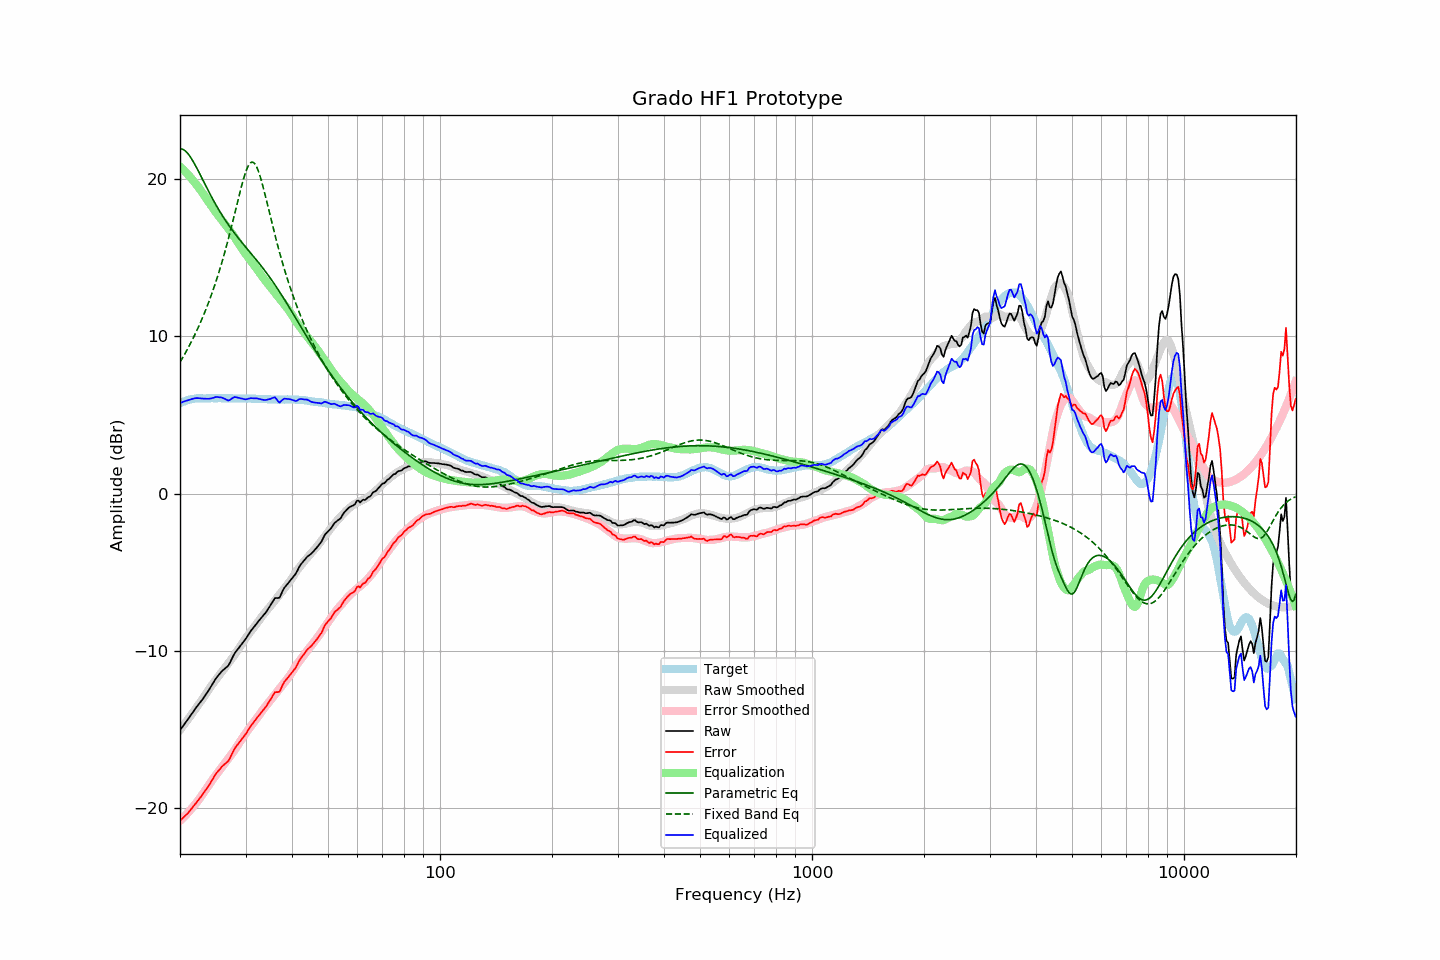 Grado HF1 Prototype
Amplitude (dBr)
20
10
0
−10
−20
100
1000
10000
Frequency (Hz)
Target
Raw Smoothed
Error Smoothed
Raw
Error
Equalization
Parametric Eq
Fixed Band Eq
Equalized